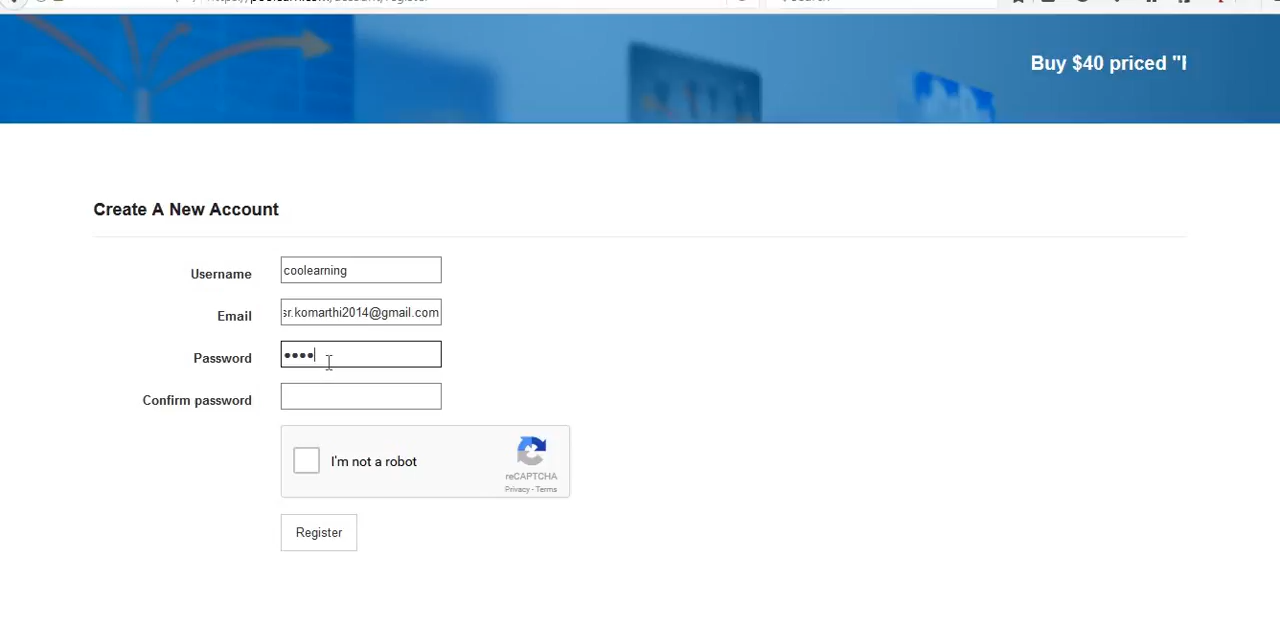 Buy $40 priced "
Create A New Account
Username
coolearning
Email
sr.komarthi2014@gmail.com
Password
••••
Confirm password
I'm not a robot
reCAPTCHA
Privacy - Terms
Register